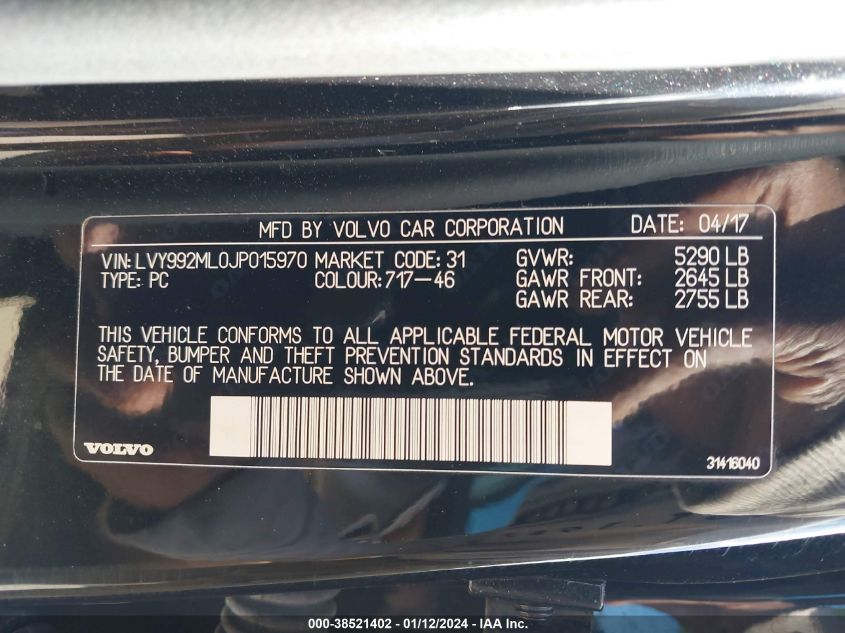 MFD BY VOLVO CAR CORPORATION DATE: 04/17
VIN: LVY992ML0JP015970 MARKET CODE: 31 GVWR: 5290 LB
TYPE: PC COLOUR: 717-46 GAWR FRONT: 2645 LB
GAWR REAR: 2755 LB
THIS VEHICLE CONFORMS TO ALL APPLICABLE FEDERAL MOTOR VEHICLE
SAFETY, BUMPER AND THEFT PREVENTION STANDARDS IN EFFECT ON
THE DATE OF MANUFACTURE SHOWN ABOVE.
VOLVO 31416040
000-38521402 - 01/12/2024 - IAA Inc.